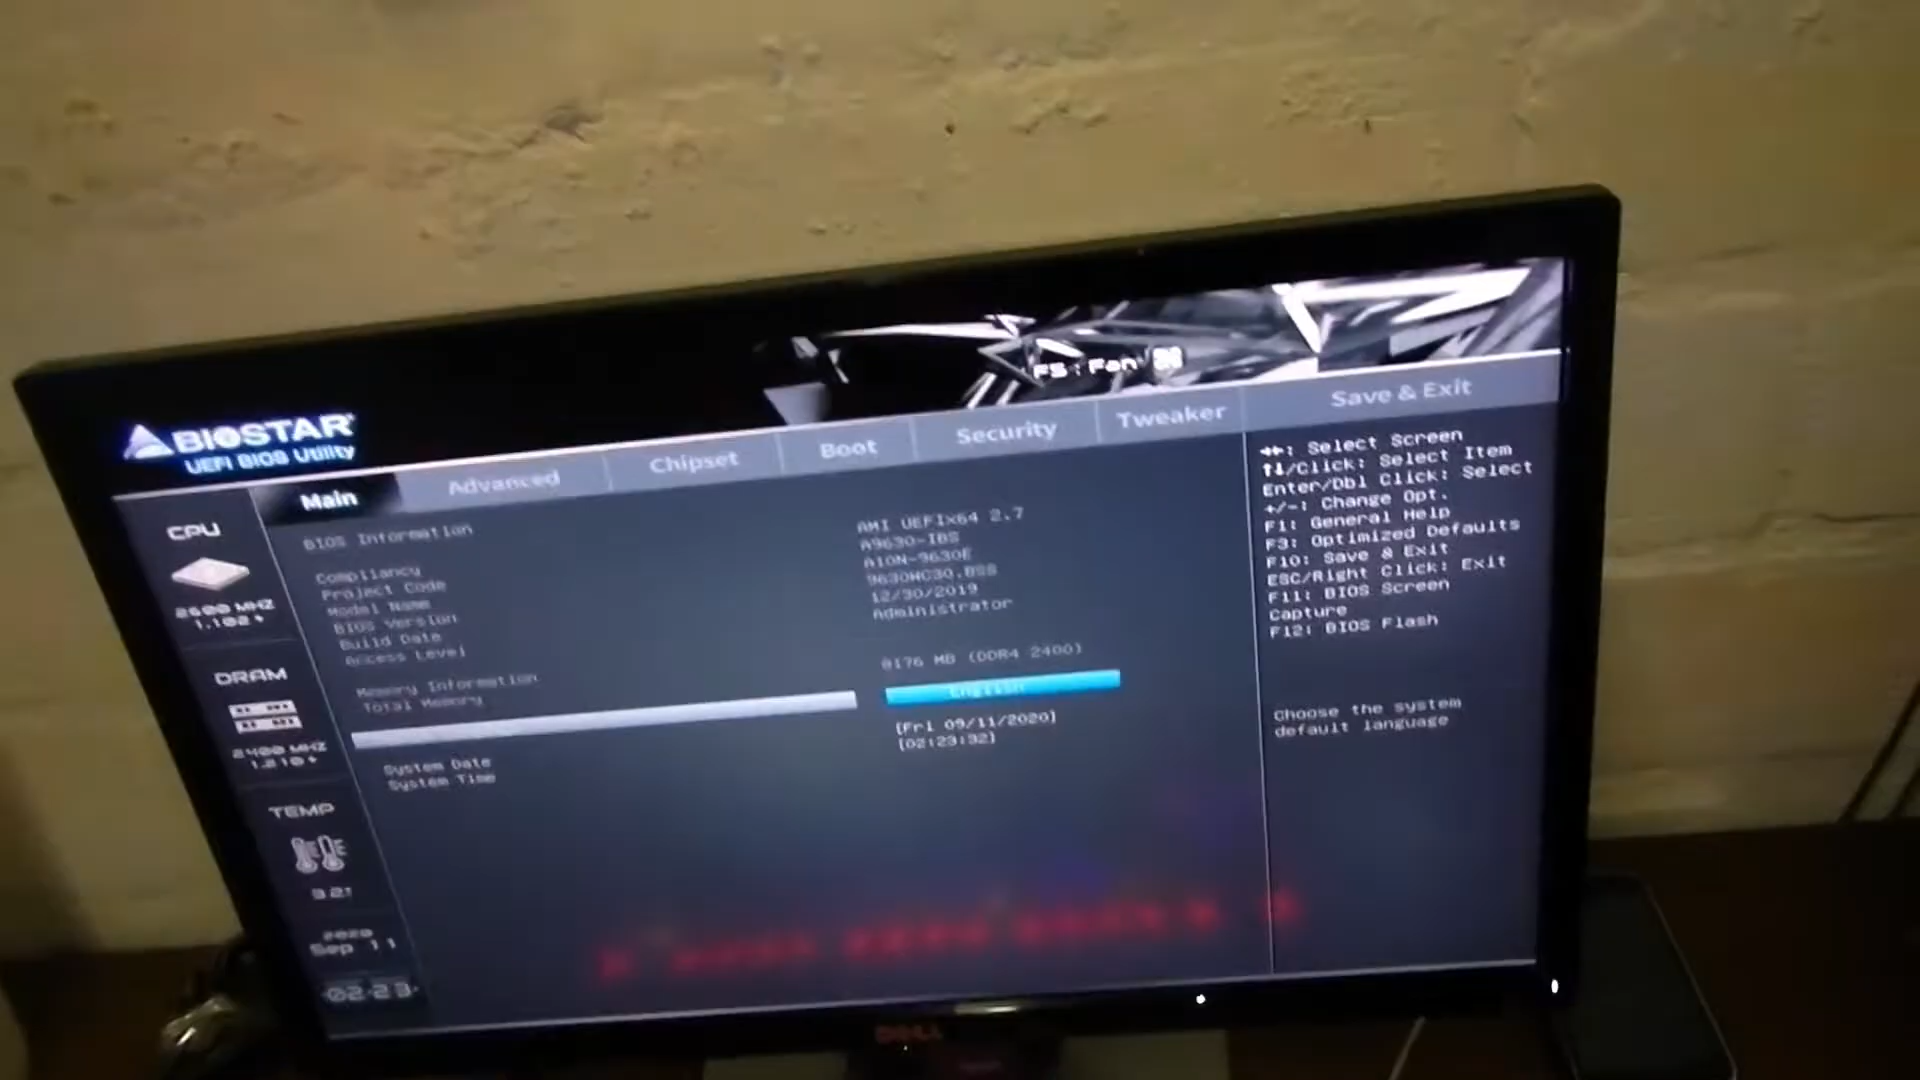 F5 : Fan
BIOSTAR
UEFI BIOS Utility
Main
Advanced
Chipset
Boot
Security
Tweaker
Save & Exit
CPU
2600 MHZ
DRAM
2400 MHZ
TEMP
2020
Sep 11
02:23
BIOS Information
Compliancy
AMI UEFIx64 2.7
Project Code
A9630-IBS
Model Name
A10N-9630E
BIOS Version
Build Date
12/30/2019
Access Level
Administrator
Memory Information
Total Memory
8176 MB (DDR4 2400)
English
System Date
[Fri 09/11/2020]
System Time
[02:23:32]
: Select Screen
↑↓/Click: Select Item
Enter/Dbl Click: Select
+/-: Change Opt.
F1: General Help
F3: Optimized Defaults
F10: Save & Exit
ESC/Right Click: Exit
F11: BIOS Screen
Capture
F12: BIOS Flash
Choose the system
default language
DELL